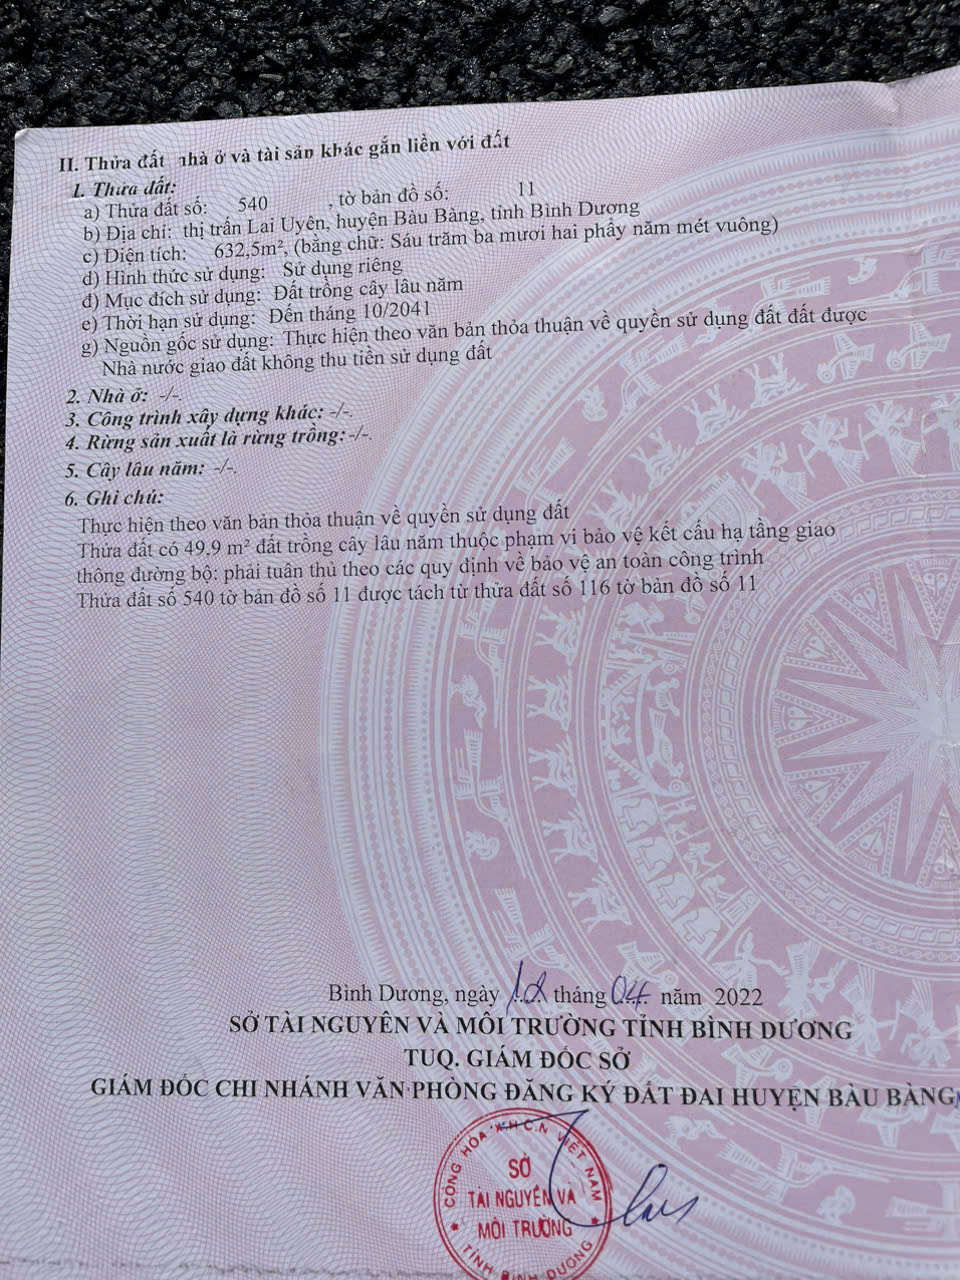 II. Thửa đất nhà ở và tài sản khác gắn liền với đất
1. Thửa đất:
a) Thửa đất số: 540 , tờ bản đồ số: 11
b) Địa chỉ: thị trấn Lai Uyên, huyện Bàu Bàng, tỉnh Bình Dương
c) Diện tích: 632,5m², (bằng chữ: Sáu trăm ba mươi hai phẩy năm mét vuông)
d) Hình thức sử dụng: Sử dụng riêng
đ) Mục đích sử dụng: Đất trồng cây lâu năm
e) Thời hạn sử dụng: Đến tháng 10/2041
g) Nguồn gốc sử dụng: Thực hiện theo văn bản thỏa thuận về quyền sử dụng đất đất được
Nhà nước giao đất không thu tiền sử dụng đất
2. Nhà ở: -/-.
3. Công trình xây dựng khác: -/-.
4. Rừng sản xuất là rừng trồng: -/-.
5. Cây lâu năm: -/-.
6. Ghi chú:
Thực hiện theo văn bản thỏa thuận về quyền sử dụng đất
Thửa đất có 49,9 m² đất trồng cây lâu năm thuộc phạm vi bảo vệ kết cấu hạ tầng giao
thông đường bộ: phải tuân thủ theo các quy định về bảo vệ an toàn công trình
Thửa đất số 540 tờ bản đồ số 11 được tách từ thửa đất số 116 tờ bản đồ số 11
Bình Dương, ngày tháng 04 năm 2022
SỞ TÀI NGUYÊN VÀ MÔI TRƯỜNG TỈNH BÌNH DƯƠNG
TUQ. GIÁM ĐỐC SỞ
GIÁM ĐỐC CHI NHÁNH VĂN PHÒNG ĐĂNG KÝ ĐẤT ĐAI HUYỆN BÀU BÀNG
CỘNG HÒA X.H.C.N VIỆT NAM
SỞ
TÀI NGUYÊN VÀ
MÔI TRƯỜNG
TỈNH BÌNH DƯƠNG